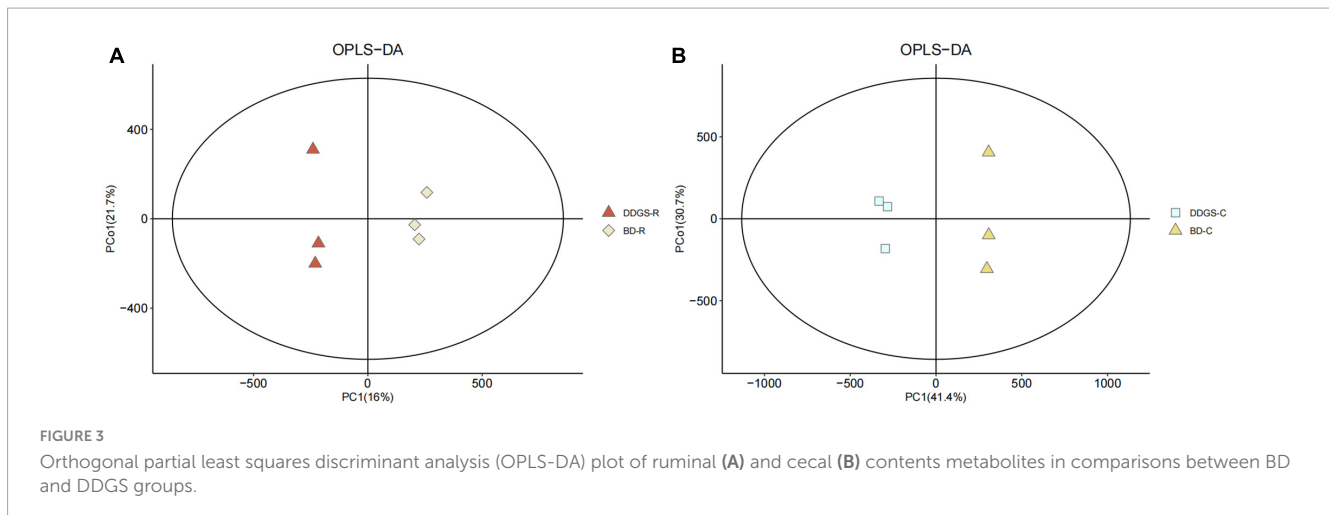 A
OPLS−DA
400
0
−400
PCo1(21.7%)
−500
0
500
PC1(16%)
DDGS-R
BD-R
B
OPLS−DA
500
0
−500
PCo1(30.7%)
−1000
−500
0
500
1000
PC1(41.4%)
DDGS-C
BD-C
FIGURE 3
Orthogonal partial least squares discriminant analysis (OPLS-DA) plot of ruminal (A) and cecal (B) contents metabolites in comparisons between BD
and DDGS groups.